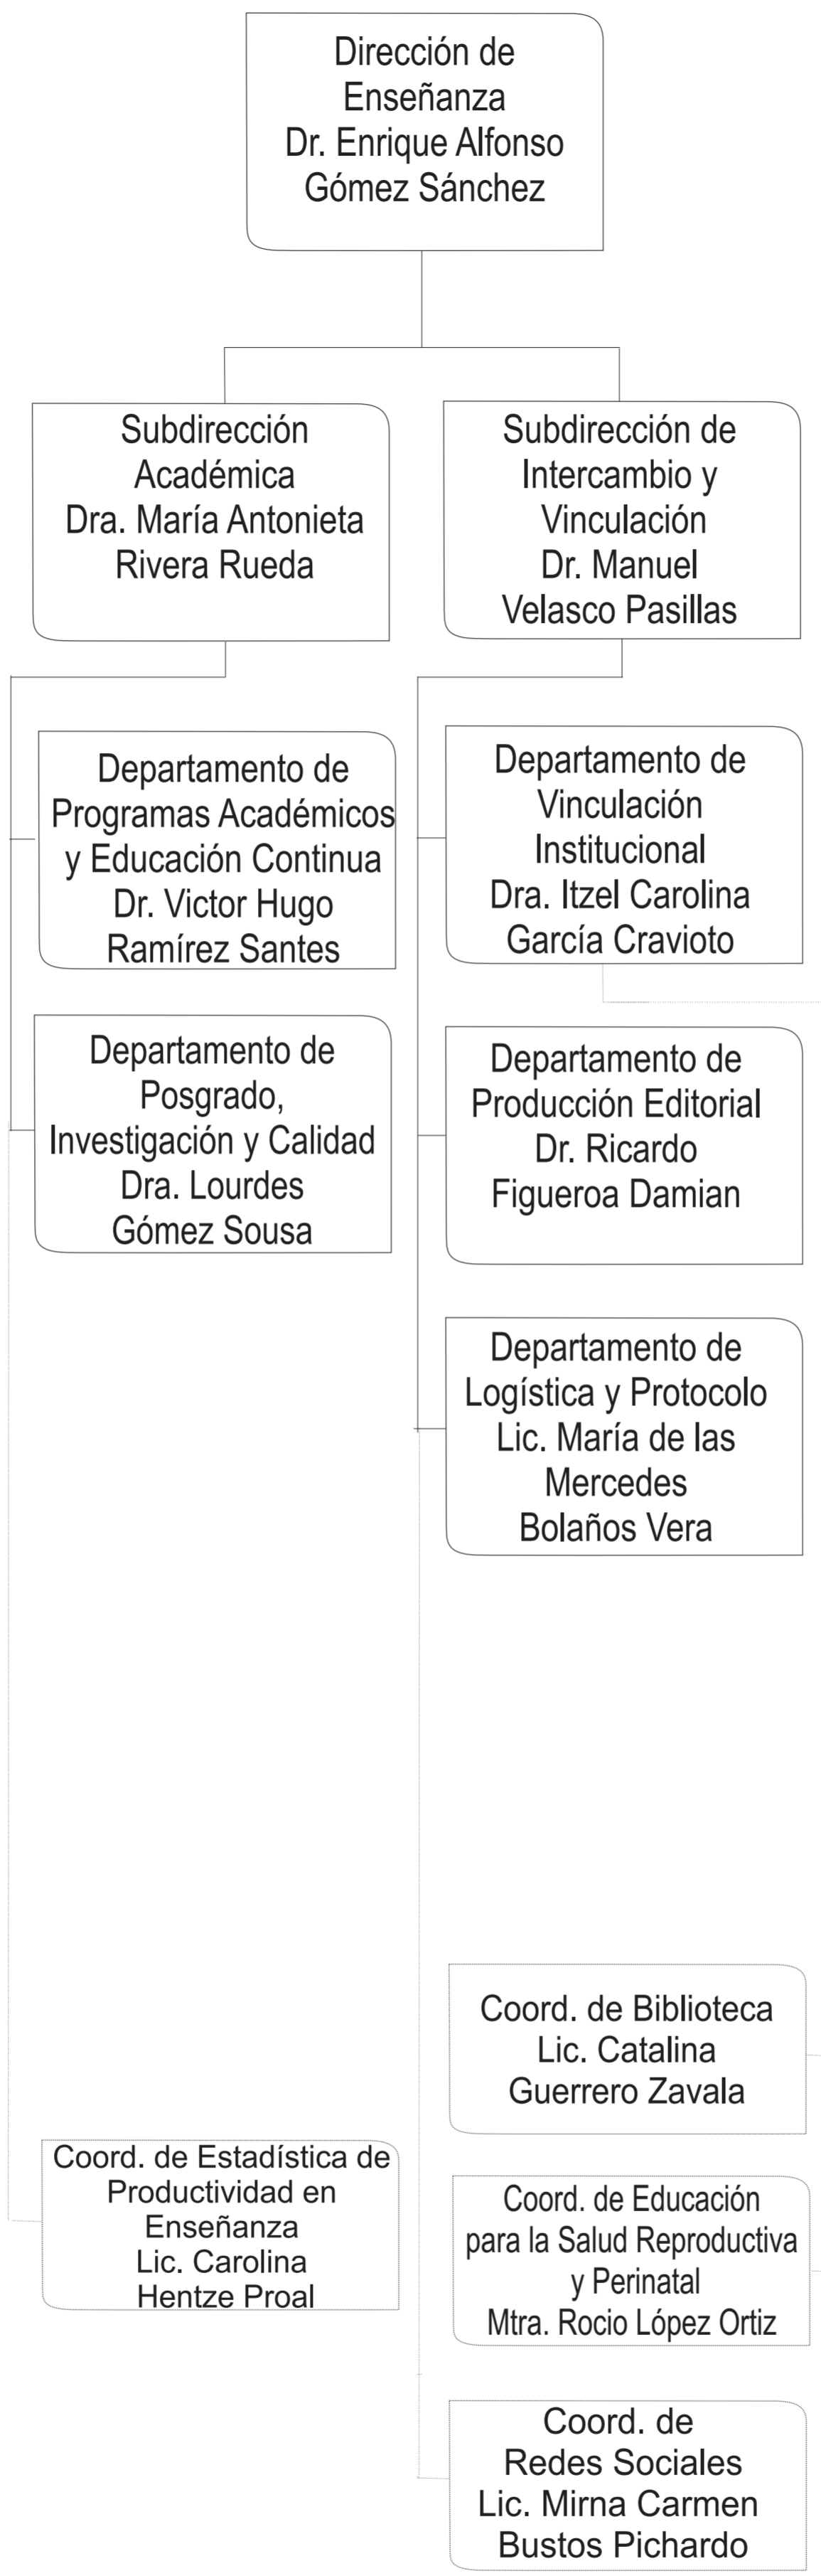 Dirección de
Enseñanza
Dr. Enrique Alfonso
Gómez Sánchez
Subdirección
Académica
Dra. María Antonieta
Rivera Rueda
Subdirección de
Intercambio y
Vinculación
Dr. Manuel
Velasco Pasillas
Departamento de
Programas Académicos
y Educación Continua
Dr. Victor Hugo
Ramírez Santes
Departamento de
Vinculación
Institucional
Dra. Itzel Carolina
García Cravioto
Departamento de
Posgrado,
Investigación y Calidad
Dra. Lourdes
Gómez Sousa
Departamento de
Producción Editorial
Dr. Ricardo
Figueroa Damian
Departamento de
Logística y Protocolo
Lic. María de las
Mercedes
Bolaños Vera
Coord. de Biblioteca
Lic. Catalina
Guerrero Zavala
Coord. de Estadística de
Productividad en
Enseñanza
Lic. Carolina
Hentze Proal
Coord. de Educación
para la Salud Reproductiva
y Perinatal
Mtra. Rocio López Ortiz
Coord. de
Redes Sociales
Lic. Mirna Carmen
Bustos Pichardo